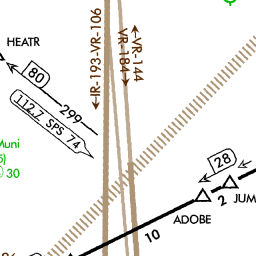 HEATR
80
299
112.7 SPS 74
←IR-193-VR-106
←VR-144
VR-184→
Muni
5)
30
28
2
JUM
ADOBE
10